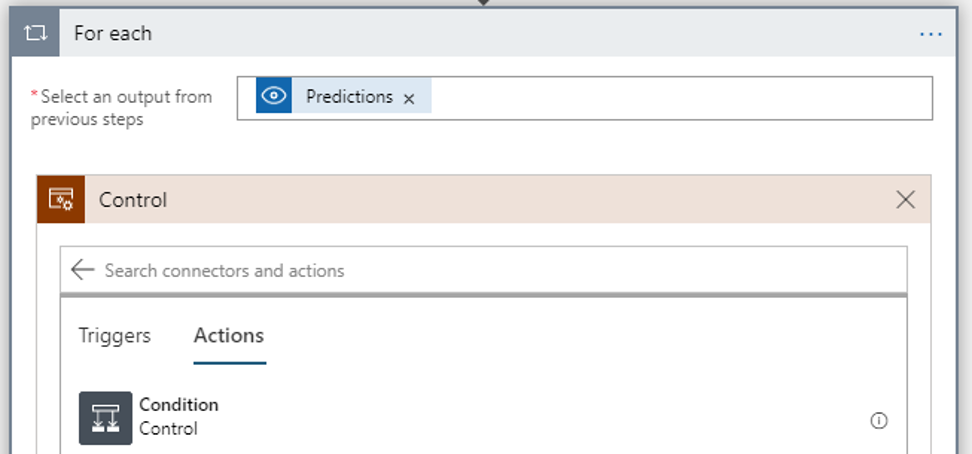 For each
...
*Select an output from
previous steps
Predictions ×
Control
Search connectors and actions
Triggers
Actions
Condition
Control